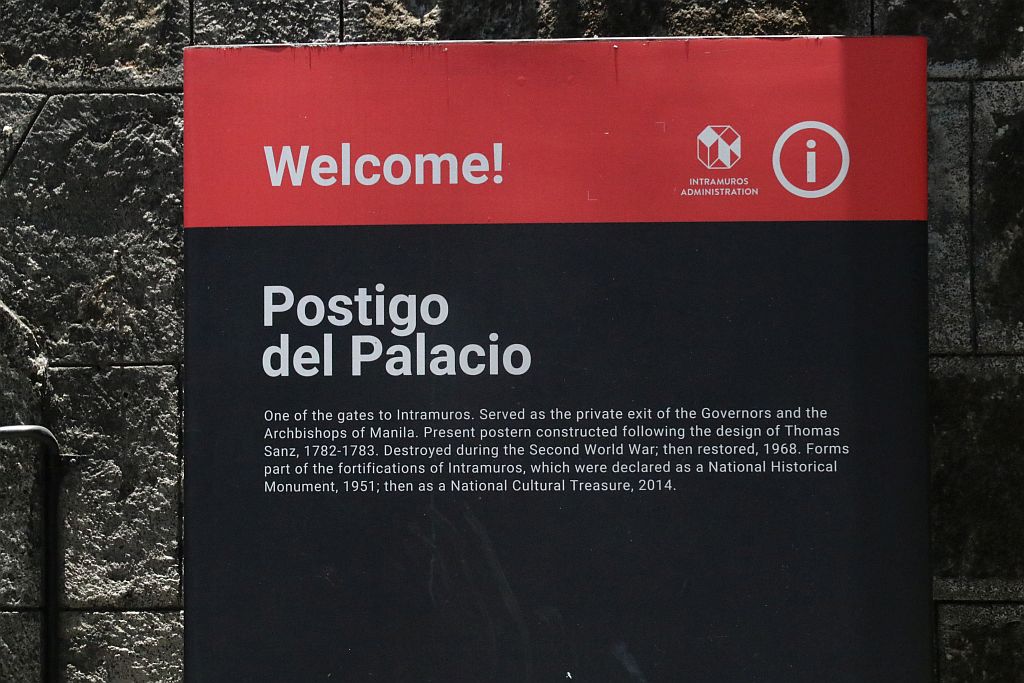 Welcome!
INTRAMUROS
ADMINISTRATION
i
Postigo
del Palacio
One of the gates to Intramuros. Served as the private exit of the Governors and the
Archbishops of Manila. Present postern constructed following the design of Thomas
Sanz, 1782-1783. Destroyed during the Second World War; then restored, 1968. Forms
part of the fortifications of Intramuros, which were declared as a National Historical
Monument, 1951; then as a National Cultural Treasure, 2014.